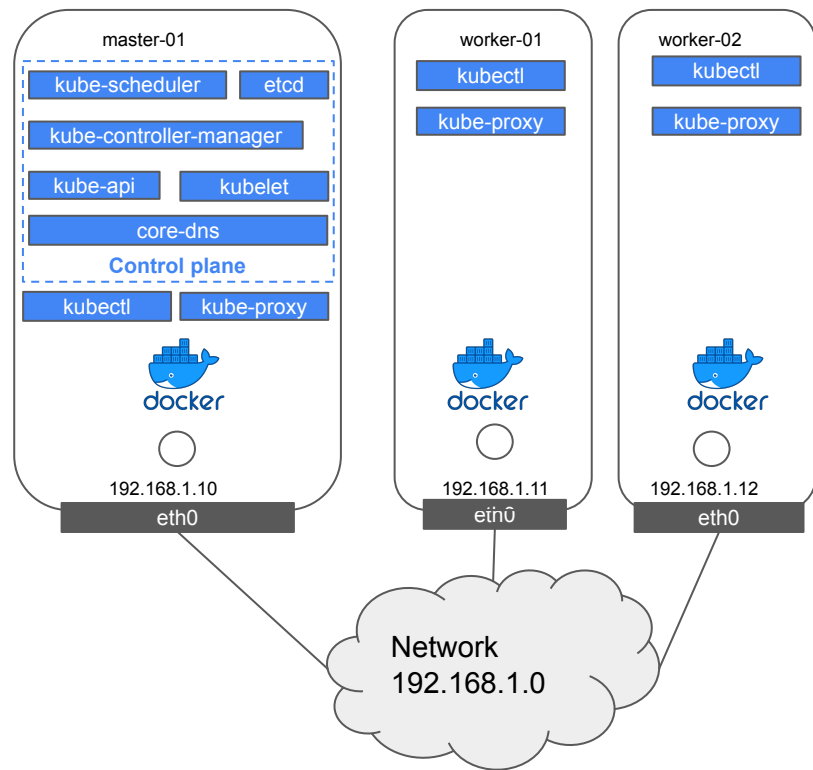 master-01
kube-scheduler
etcd
kube-controller-manager
kube-api
kubelet
core-dns
Control plane
kubectl
kube-proxy
docker
192.168.1.10
eth0
worker-01
kubectl
kube-proxy
docker
192.168.1.11
eth0
worker-02
kubectl
kube-proxy
docker
192.168.1.12
eth0
Network
192.168.1.0